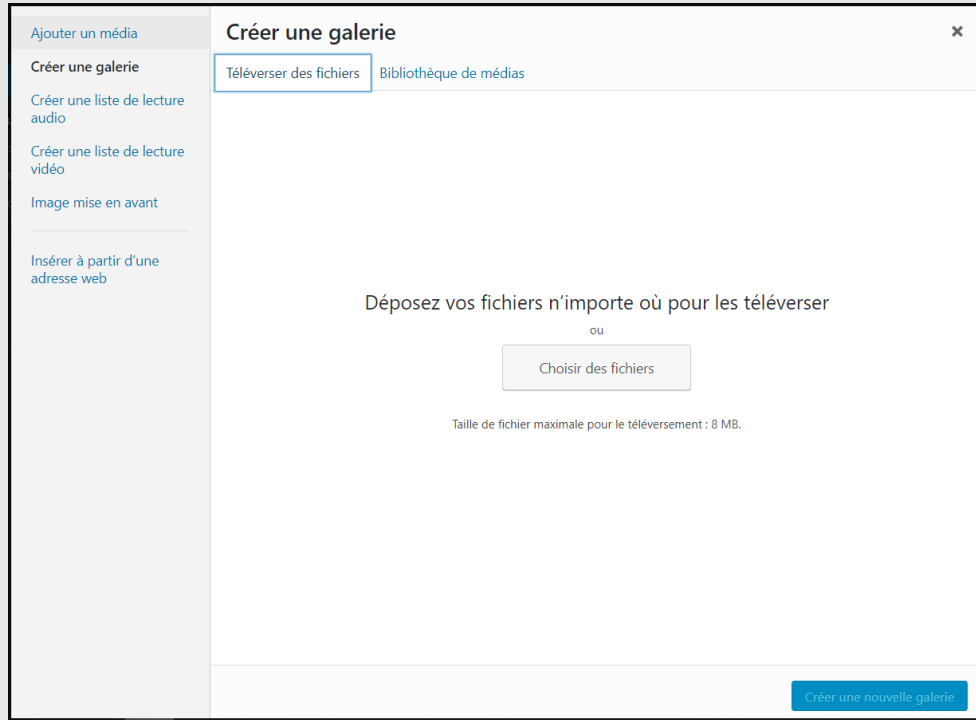 Ajouter un média
Créer une galerie
Créer une liste de lecture
audio
Créer une liste de lecture
vidéo
Image mise en avant
Insérer à partir d’une
adresse web
Créer une galerie
×
Téléverser des fichiers
Bibliothèque de médias
Déposez vos fichiers n’importe où pour les téléverser
ou
Choisir des fichiers
Taille de fichier maximale pour le téléversement : 8 MB.
Créer une nouvelle galerie